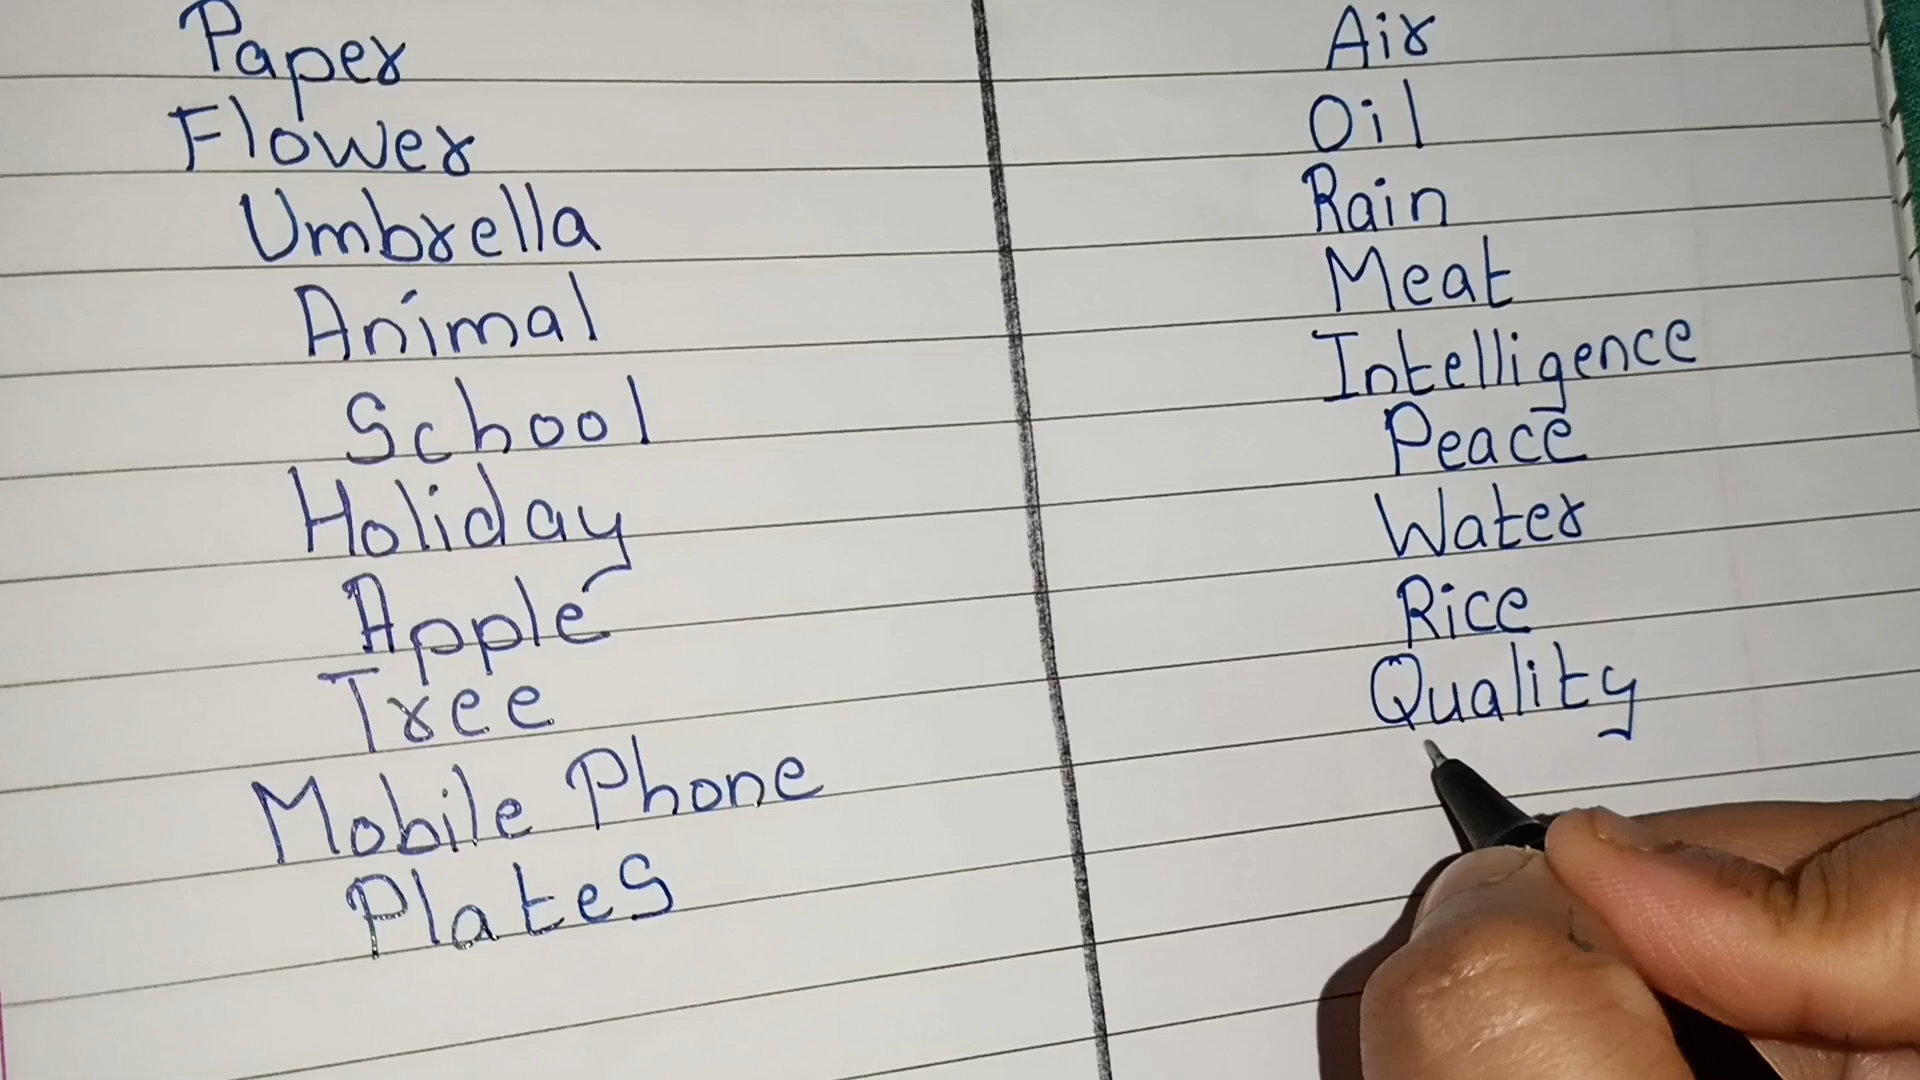 Paper
Flower
Umbrella
Animal
School
Holiday
Apple
Tree
Mobile Phone
Plates
Air
Oil
Rain
Meat
Intelligence
Peace
Water
Rice
Quality